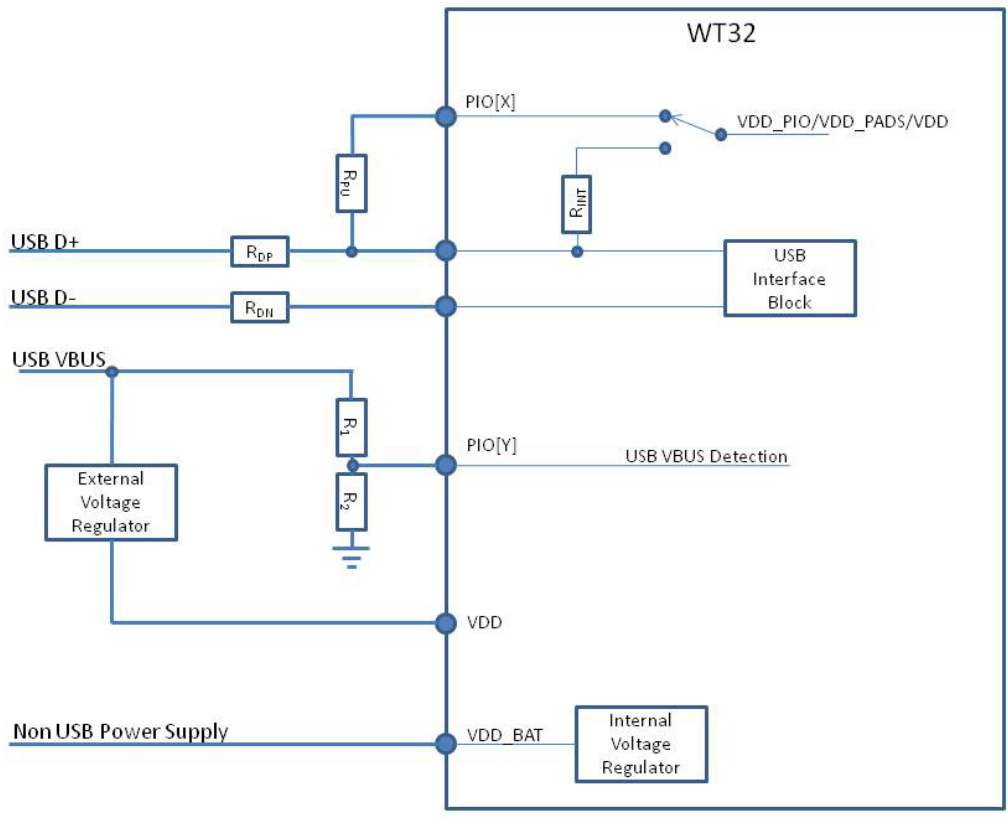 WT32
PIO[X]
VDD_PIO/VDD_PADS/VDD
RPU
RINT
USB D+
RDP
USB
Interface
Block
USB D-
RDN
USB VBUS
R1
PIO[Y]
USB VBUS Detection
External
Voltage
Regulator
R2
VDD
Non USB Power Supply
VDD_BAT
Internal
Voltage
Regulator